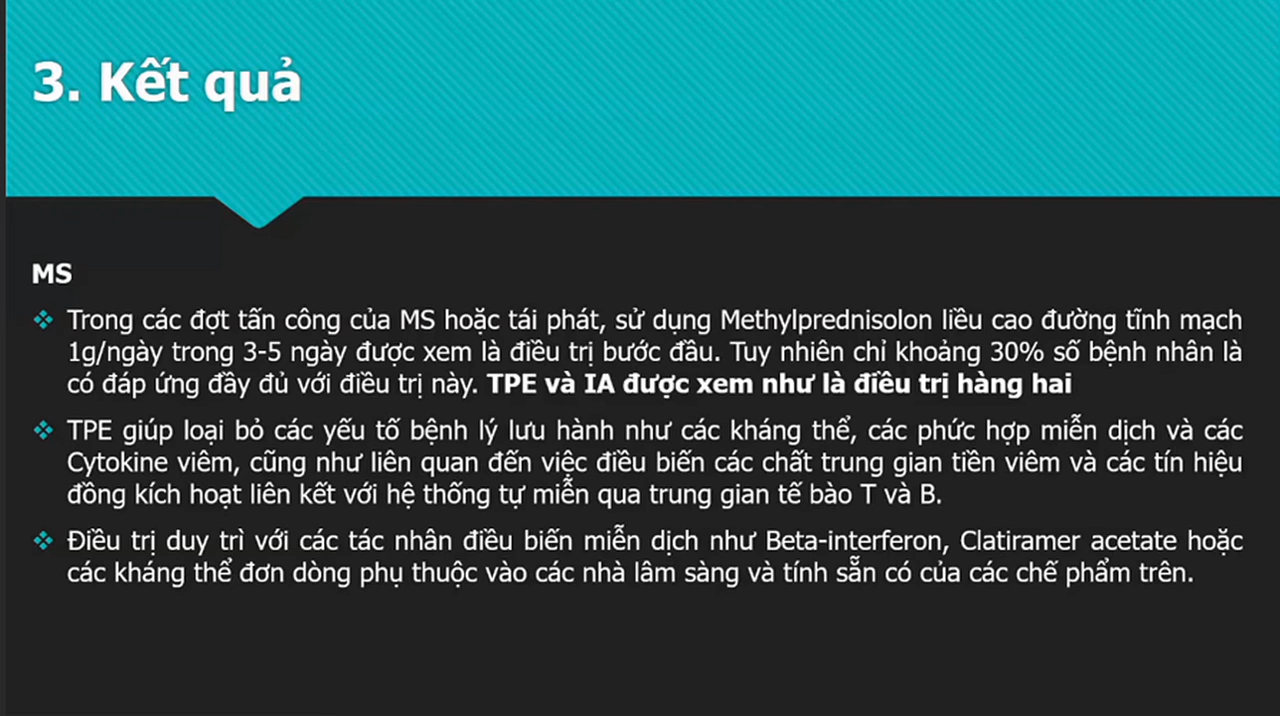 3. Kết quả
MS
Trong các đợt tấn công của MS hoặc tái phát, sử dụng Methylprednisolon liều cao đường tĩnh mạch
1g/ngày trong 3-5 ngày được xem là điều trị bước đầu. Tuy nhiên chỉ khoảng 30% số bệnh nhân là
có đáp ứng đầy đủ với điều trị này. TPE và IA được xem như là điều trị hàng hai
TPE giúp loại bỏ các yếu tố bệnh lý lưu hành như các kháng thể, các phức hợp miễn dịch và các
Cytokine viêm, cũng như liên quan đến việc điều biến các chất trung gian tiền viêm và các tín hiệu
đồng kích hoạt liên kết với hệ thống tự miễn qua trung gian tế bào T và B.
Điều trị duy trì với các tác nhân điều biến miễn dịch như Beta-interferon, Clatiramer acetate hoặc
các kháng thể đơn dòng phụ thuộc vào các nhà lâm sàng và tính sẵn có của các chế phẩm trên.